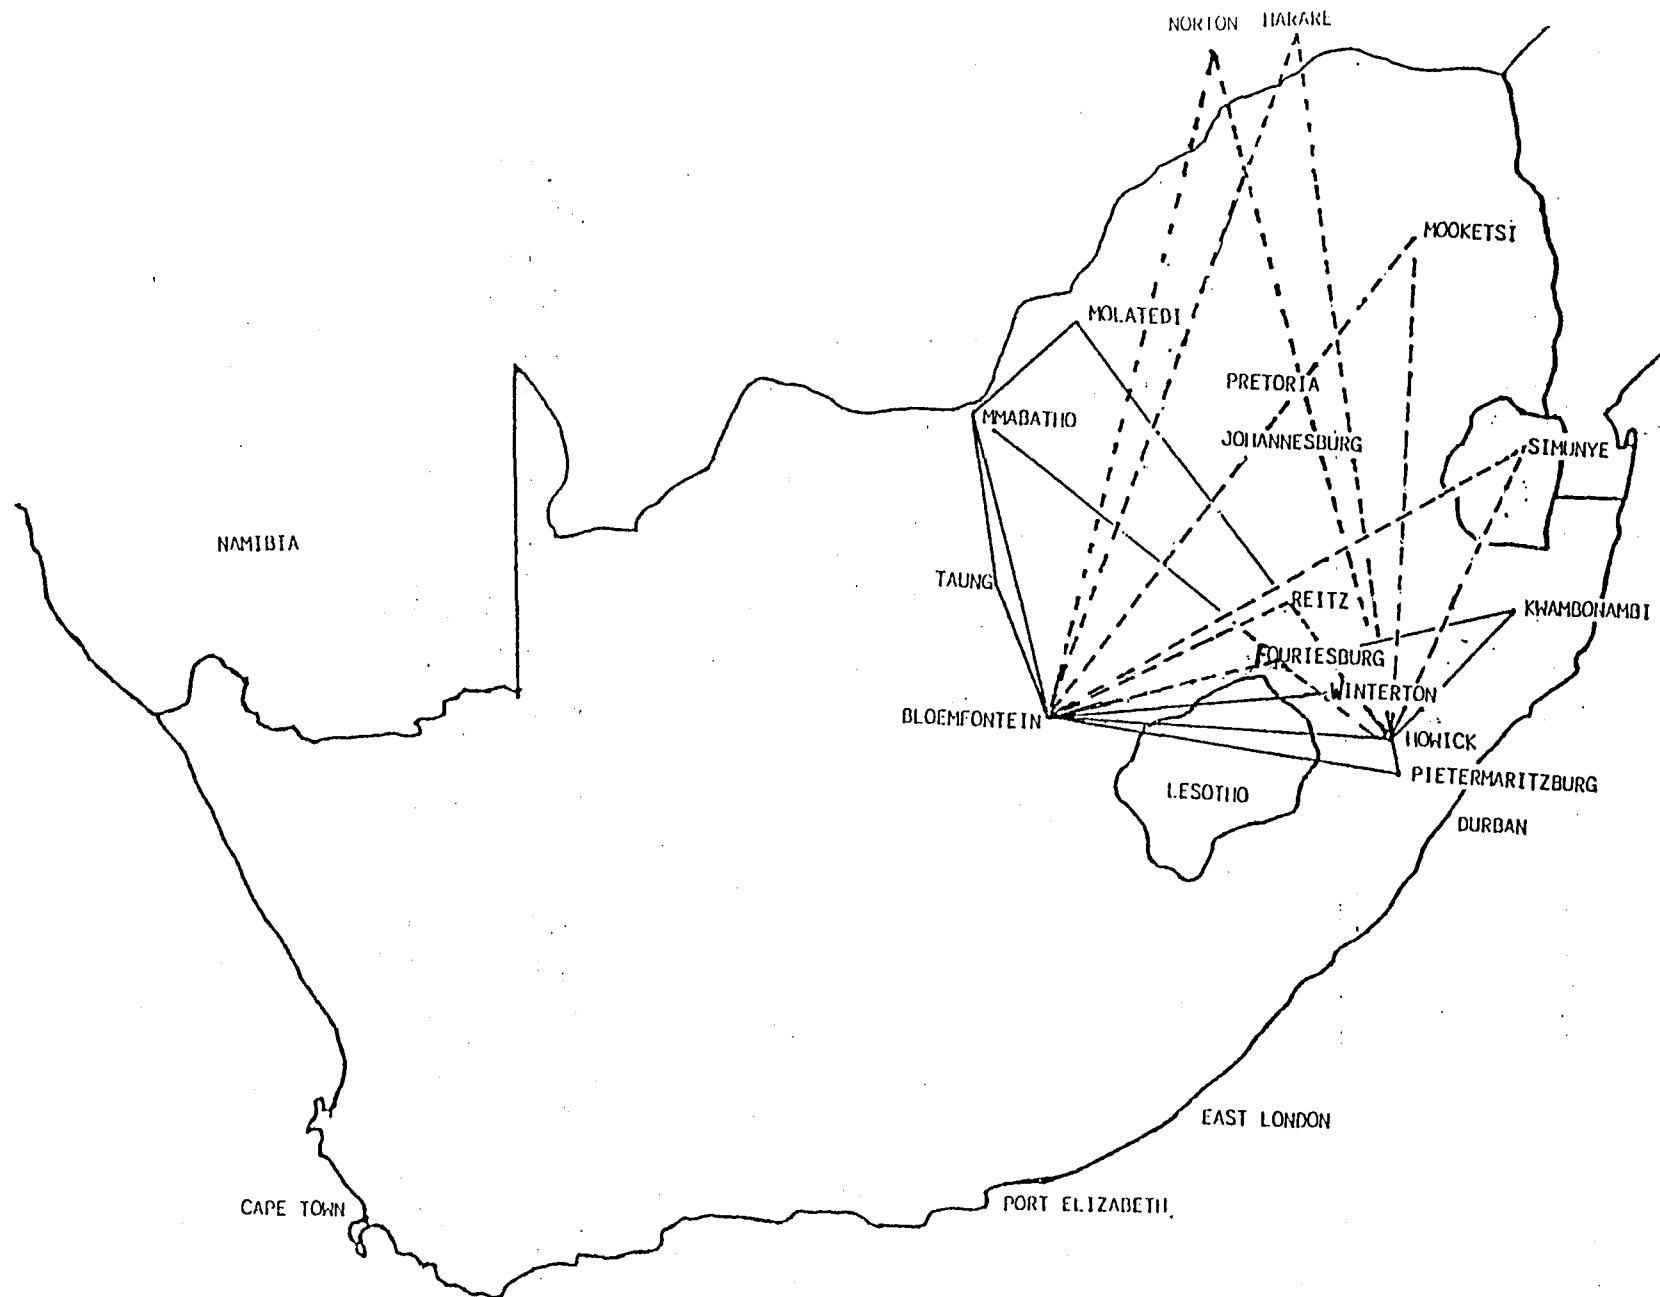 NORTON HARARE
MOOKETSI
MOLATEDI
PRETORIA
MMABATHO
JOHANNESBURG
SIMUNYE
NAMIBIA
TAUNG
REITZ
KWAMBONAMBI
FOURIESBURG
WINTERTON
BLOEMFONTEIN
HOWICK
PIETERMARITZBURG
LESOTHO
DURBAN
EAST LONDON
CAPE TOWN
PORT ELIZABETH